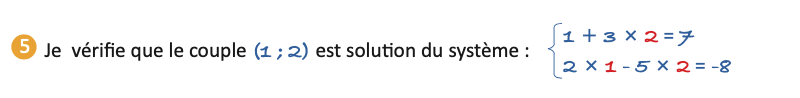 5 Je vérifie que le couple (1 ; 2) est solution du système :
1 + 3 × 2 = 7
2 × 1 - 5 × 2 = -8